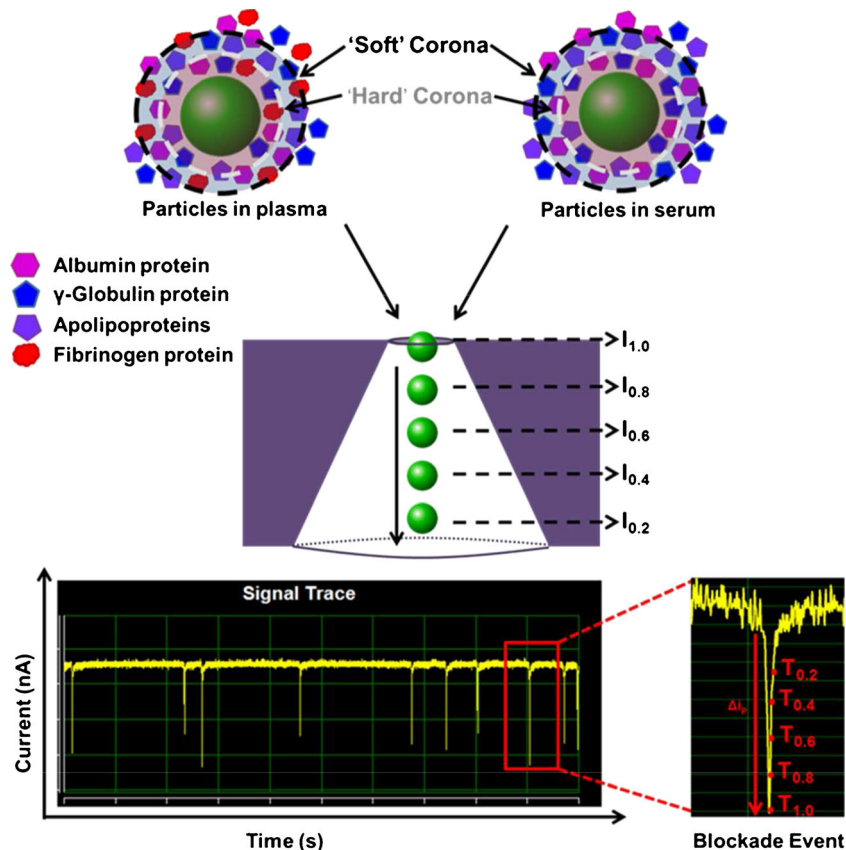 'Soft' Corona
'Hard' Corona
Particles in plasma
Particles in serum
Albumin protein
γ-Globulin protein
Apolipoproteins
Fibrinogen protein
I1.0
I0.8
I0.6
I0.4
I0.2
Signal Trace
Current (nA)
Time (s)
Δip
T0.2
T0.4
T0.6
T0.8
T1.0
Blockade Event